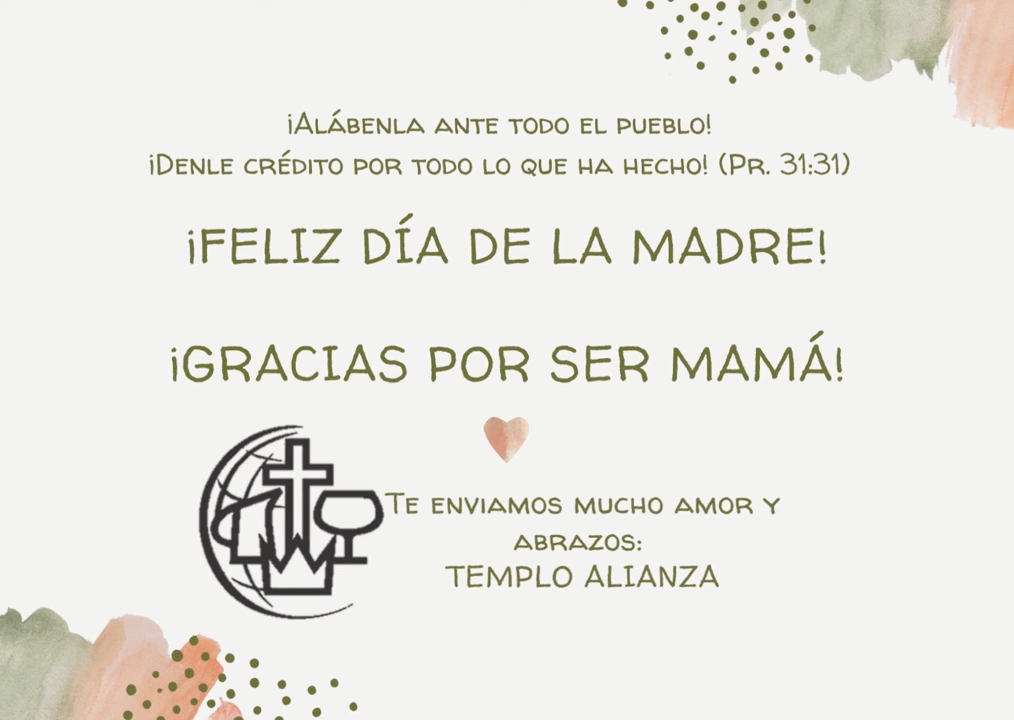 ¡Alábenla ante todo el pueblo!
¡Denle crédito por todo lo que ha hecho! (Pr. 31:31)
¡FELIZ DÍA DE LA MADRE!
¡GRACIAS POR SER MAMÁ!
Te enviamos mucho amor y
abrazos:
TEMPLO ALIANZA